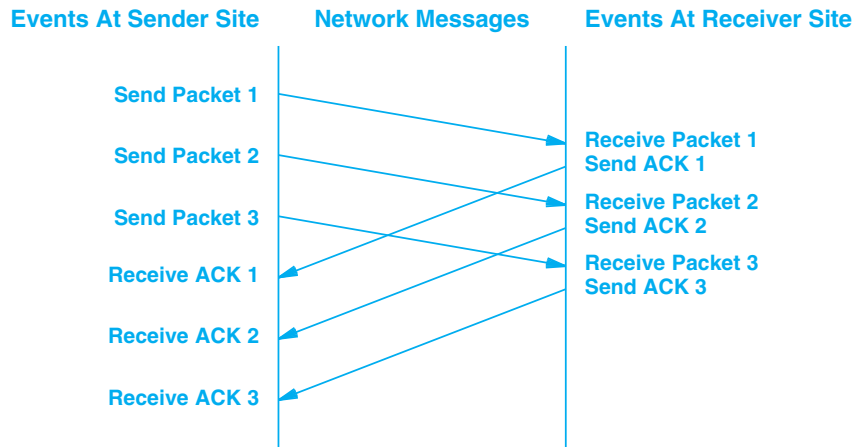 Events At Sender Site
Network Messages
Events At Receiver Site
Send Packet 1
Receive Packet 1
Send Packet 2
Send ACK 1
Receive Packet 2
Send Packet 3
Send ACK 2
Receive Packet 3
Receive ACK 1
Send ACK 3
Receive ACK 2
Receive ACK 3